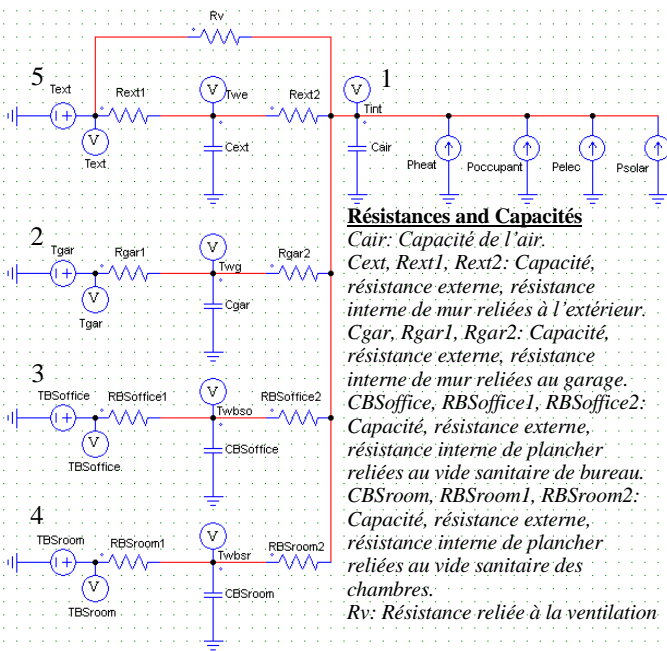 Rv
5
1
Text
Rext1
V
Twe
Rext2
V
Tint
V
Text
Cext
Cair
Pheat
Poccupant
Pelec
Psolar
2
Tgar
Rgar1
V
Twg
Rgar2
V
Tgar
Cgar
3
TBSoffice
RBSoffice1
V
Twbso
RBSoffice2
V
TBSoffice
CBSoffice
4
TBSroom
RBSroom1
V
Twbsr
RBSroom2
V
TBSroom
CBSroom
Résistances and Capacités
Cair: Capacité de l'air.
Cext, Rext1, Rext2: Capacité,
résistance externe, résistance
interne de mur reliées à l'extérieur.
Cgar, Rgar1, Rgar2: Capacité,
résistance externe, résistance
interne de mur reliées au garage.
CBSoffice, RBSoffice1, RBSoffice2:
Capacité, résistance externe,
résistance interne de plancher
reliées au vide sanitaire de bureau.
CBSroom, RBSroom1, RBSroom2:
Capacité, résistance externe,
résistance interne de plancher
reliées au vide sanitaire des
chambres.
Rv: Résistance reliée à la ventilation